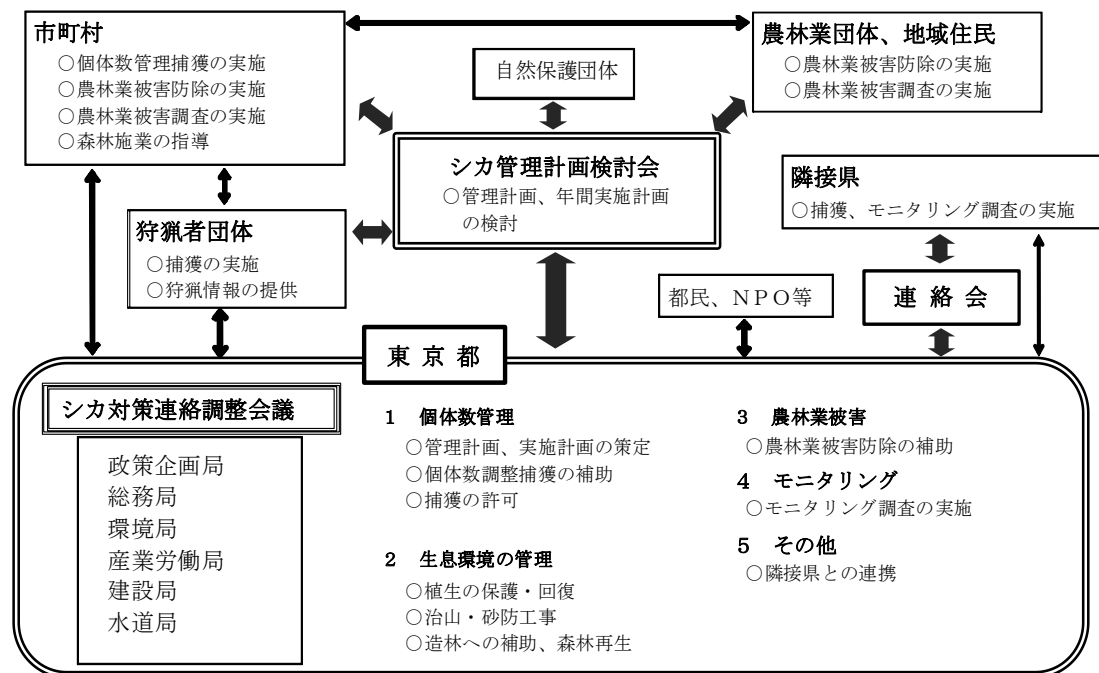 市町村
○個体数管理捕獲の実施
○農林業被害防除の実施
○農林業被害調査の実施
○森林施業の指導
自然保護団体
農林業団体、地域住民
○農林業被害防除の実施
○農林業被害調査の実施
シカ管理計画検討会
○管理計画、年間実施計画
の検討
隣接県
○捕獲、モニタリング調査の実施
狩猟者団体
○捕獲の実施
○狩猟情報の提供
都民、NPO等
連絡会
東京都
シカ対策連絡調整会議
政策企画局
総務局
環境局
産業労働局
建設局
水道局
1 個体数管理
○管理計画、実施計画の策定
○個体数調整捕獲の補助
○捕獲の許可
2 生息環境の管理
○植生の保護・回復
○治山・砂防工事
○造林への補助、森林再生
3 農林業被害
○農林業被害防除の補助
4 モニタリング
○モニタリング調査の実施
5 その他
○隣接県との連携